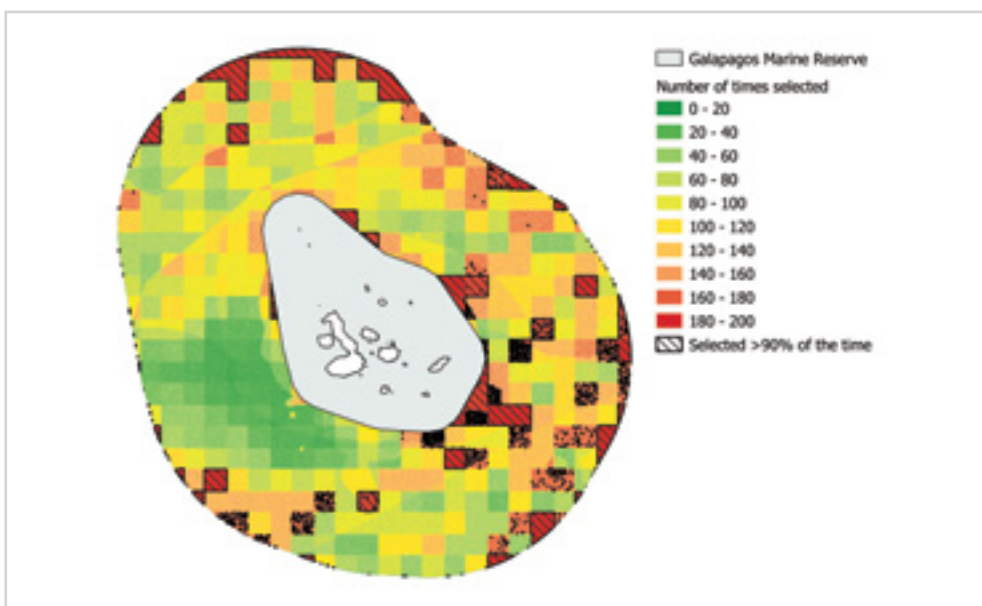 Galapagos Marine Reserve
Number of times selected
0 - 20
20 - 40
40 - 60
60 - 80
80 - 100
100 - 120
120 - 140
140 - 160
160 - 180
180 - 200
Selected >90% of the time